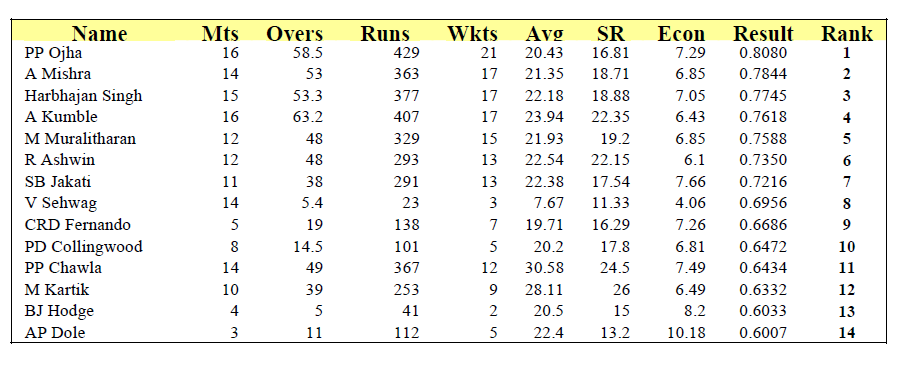 Name Mts Overs Runs Wkts Avg SR Econ Result Rank
PP Ojha 16 58.5 429 21 20.43 16.81 7.29 0.8080 1
A Mishra 14 53 363 17 21.35 18.71 6.85 0.7844 2
Harbhajan Singh 15 53.3 377 17 22.18 18.88 7.05 0.7745 3
A Kumble 16 63.2 407 17 23.94 22.35 6.43 0.7618 4
M Muralitharan 12 48 329 15 21.93 19.2 6.85 0.7588 5
R Ashwin 12 48 293 13 22.54 22.15 6.1 0.7350 6
SB Jakati 11 38 291 13 22.38 17.54 7.66 0.7216 7
V Sehwag 14 5.4 23 3 7.67 11.33 4.06 0.6956 8
CRD Fernando 5 19 138 7 19.71 16.29 7.26 0.6686 9
PD Collingwood 8 14.5 101 5 20.2 17.8 6.81 0.6472 10
PP Chawla 14 49 367 12 30.58 24.5 7.49 0.6434 11
M Kartik 10 39 253 9 28.11 26 6.49 0.6332 12
BJ Hodge 4 5 41 2 20.5 15 8.2 0.6033 13
AP Dole 3 11 112 5 22.4 13.2 10.18 0.6007 14